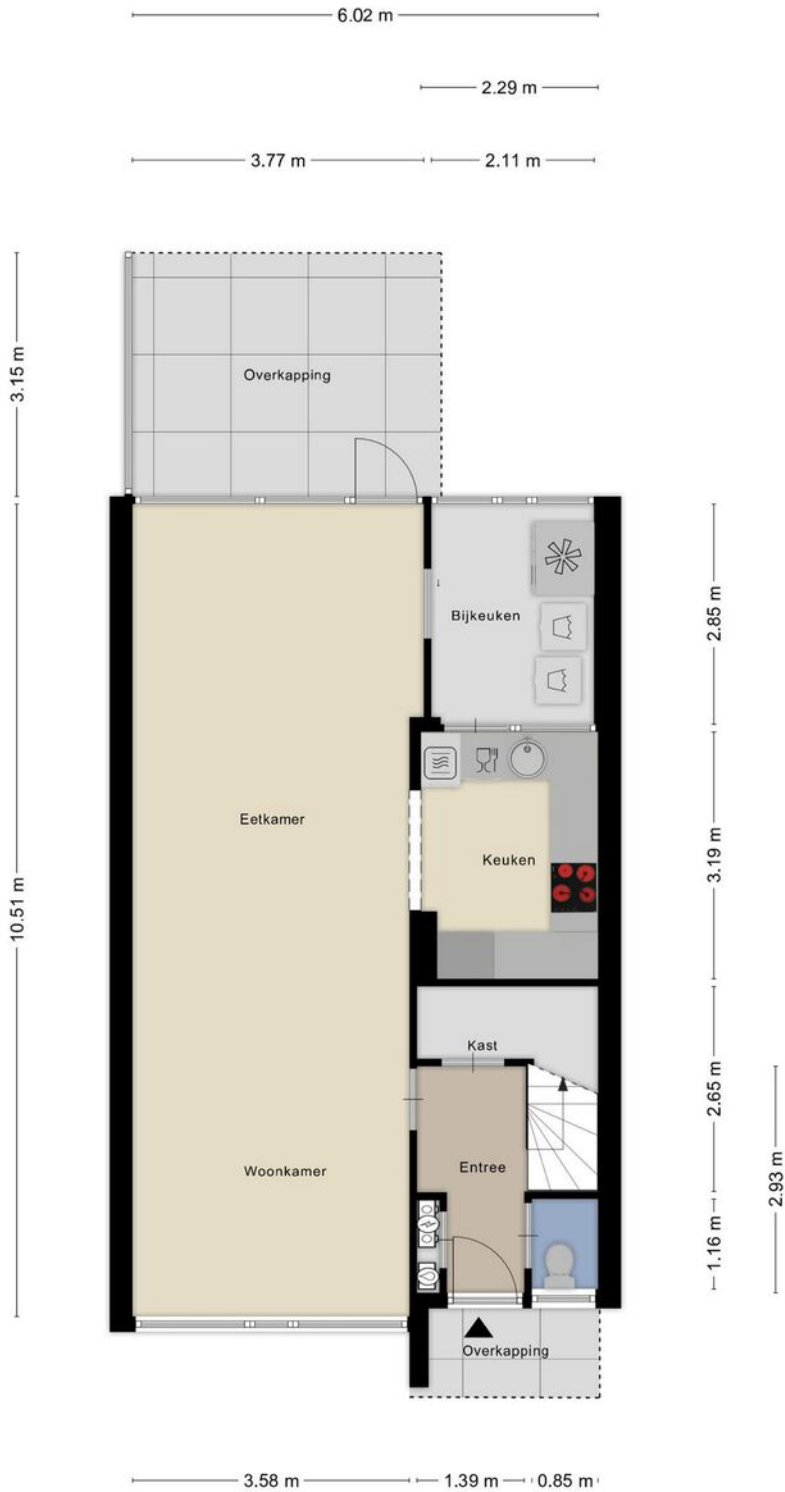 6.02 m
2.29 m
3.77 m
2.11 m
3.15 m
Overkapping
2.85 m
Bijkeuken
Eetkamer
Keuken
3.19 m
10.51 m
Kast
2.65 m
Woonkamer
Entree
2.93 m
1.16 m
Overkapping
3.58 m
1.39 m
0.85 m